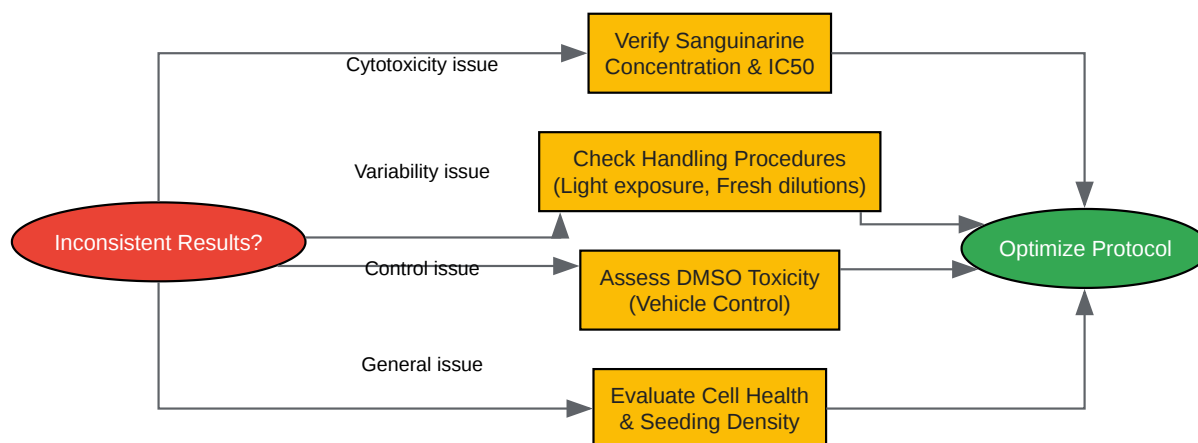 Verify Sanguinarine
Concentration & IC50
Cytotoxicity issue
Check Handling Procedures
(Light exposure, Fresh dilutions)
Variability issue
Inconsistent Results?
Optimize Protocol
Control issue
Assess DMSO Toxicity
(Vehicle Control)
General issue
Evaluate Cell Health
& Seeding Density